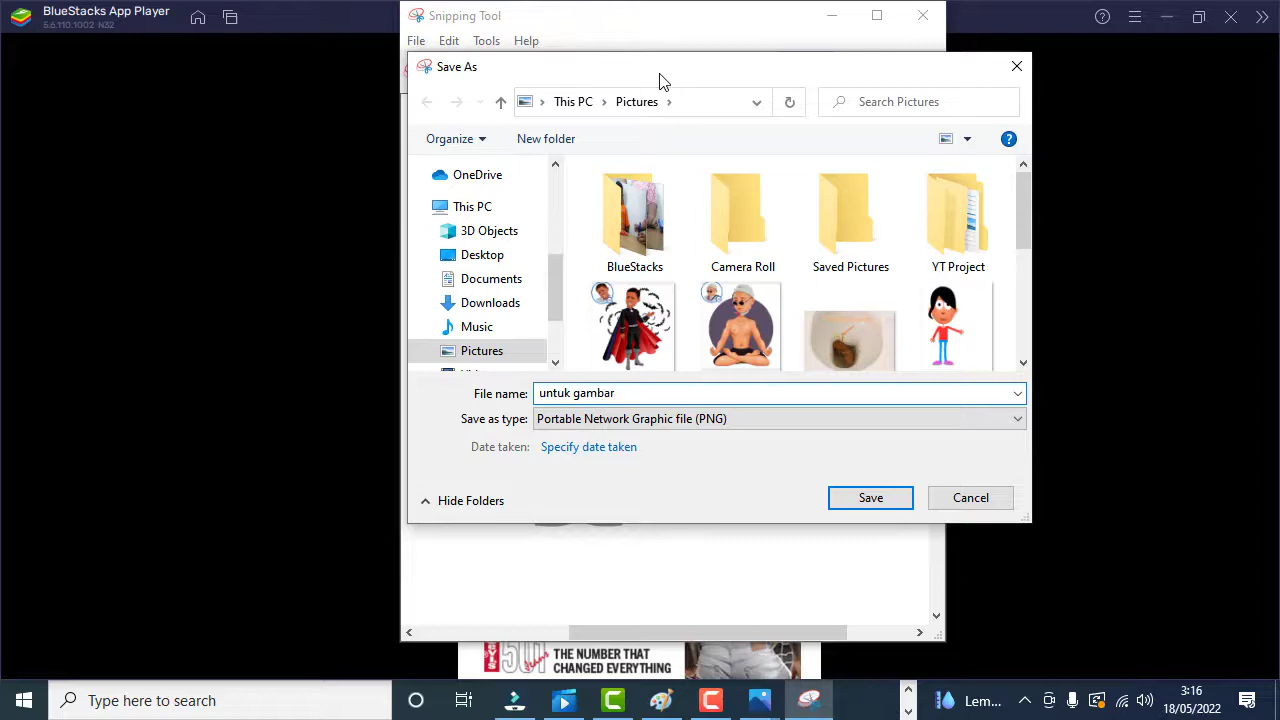 BlueStacks App Player
5.6.110.1002 N32
Snipping Tool
File Edit Tools Help
Save As
This PC Pictures
Search Pictures
Organize New folder
OneDrive
This PC
3D Objects
Desktop
Documents
Downloads
Music
Pictures
BlueStacks Camera Roll Saved Pictures YT Project
File name: untuk gambar
Save as type: Portable Network Graphic file (PNG)
Date taken: Specify date taken
Hide Folders
Save Cancel
501
THE NUMBER THAT
CHANGED EVERYTHING
Type here to search
Lem...
3:16
18/05/2022